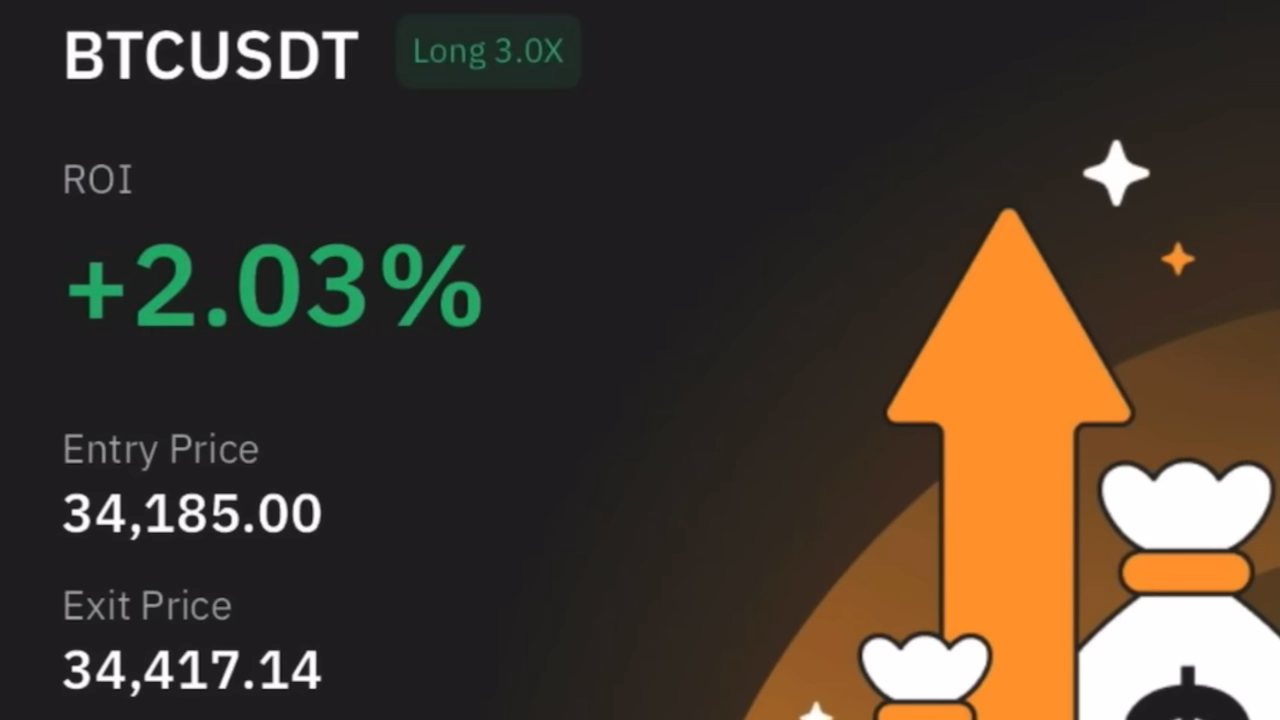 BTCUSDT Long 3.0X
ROI
+2.03%
Entry Price
34,185.00
Exit Price
34,417.14